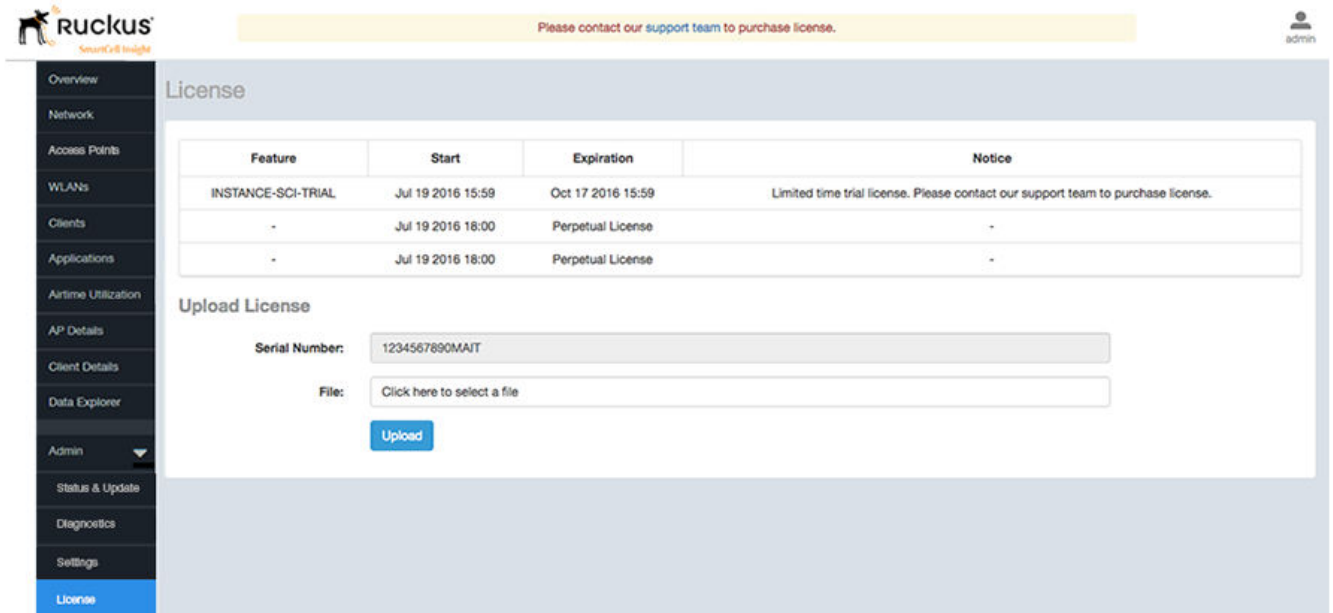 Ruckus
SmartCell Insight
Please contact our support team to purchase license.
admin
Overview
Network
Access Points
WLANs
Clients
Applications
Airtime Utilization
AP Details
Client Details
Data Explorer
Admin
Status & Update
Diagnostics
Settings
License
License
Feature Start Expiration Notice
INSTANCE-SCI-TRIAL Jul 19 2016 15:59 Oct 17 2016 15:59 Limited time trial license. Please contact our support team to purchase license.
- Jul 19 2016 18:00 Perpetual License -
- Jul 19 2016 18:00 Perpetual License -
Upload License
Serial Number: 1234567890MAIT
File: Click here to select a file
Upload